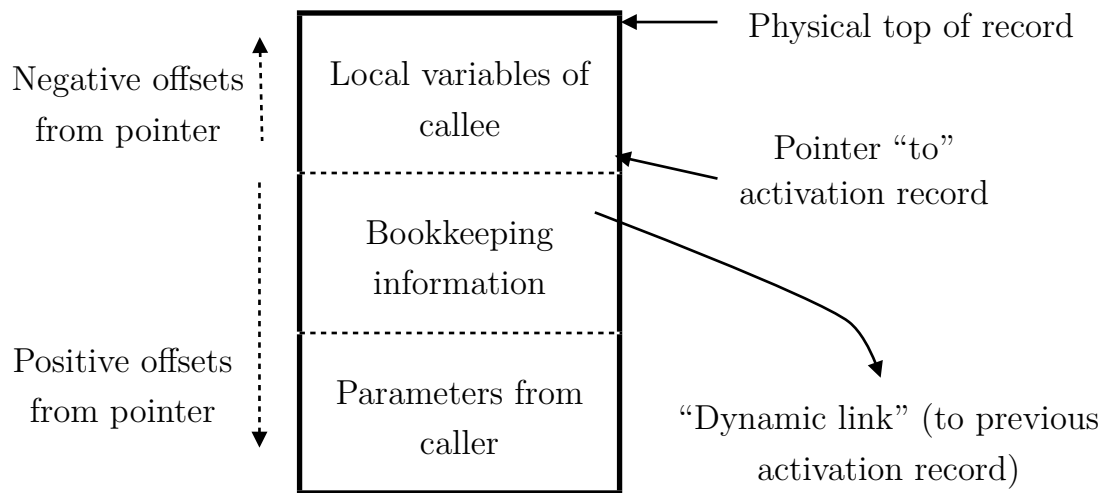 Physical top of record
Negative offsets
from pointer
Local variables of
callee
Pointer “to”
activation record
Bookkeeping
information
Positive offsets
from pointer
Parameters from
caller
“Dynamic link” (to previous
activation record)